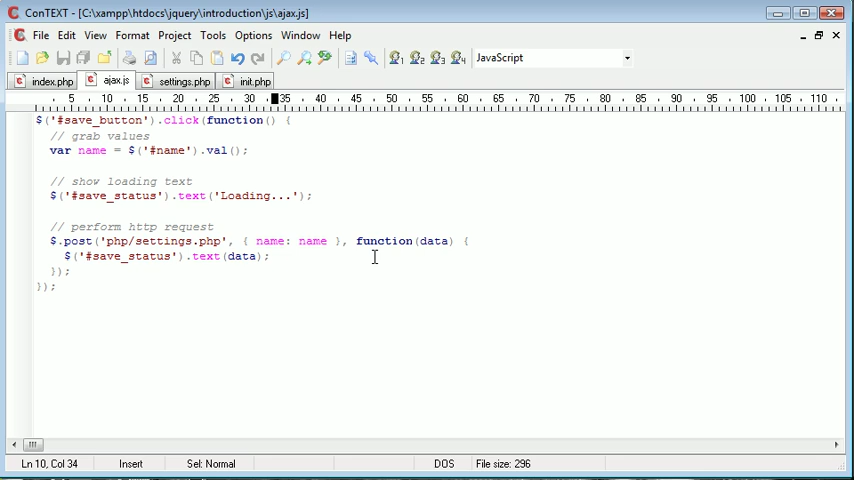 ConTEXT - [C:\xampp\htdocs\jquery\introduction\js\ajax.js]
File Edit View Format Project Tools Options Window Help
1 2 3 4 JavaScript
index.php ajax.js settings.php init.php
5 10 15 20 25 30 35 40 45 50 55 60 65 70 75 80 85 90 95 100 105 110
$('#save_button').click(function() {
// grab values
var name = $('#name').val();
// show loading text
$('#save_status').text('Loading...');
// perform http request
$.post('php/settings.php', { name: name }, function(data) {
$('#save_status').text(data);
});
});
Ln 10, Col 34 Insert Sel: Normal DOS File size: 296